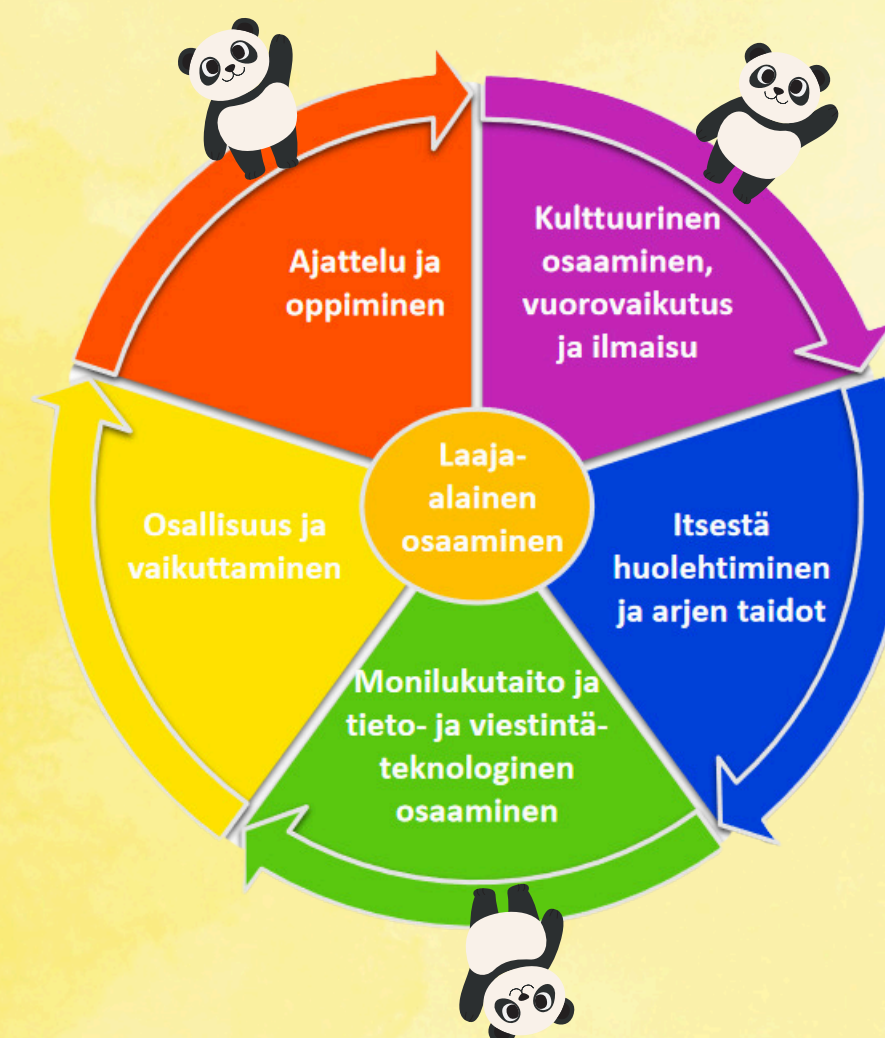 Ajattelu ja
oppiminen
Kulttuurinen
osaaminen,
vuorovaikutus
ja ilmaisu
Laaja-
alainen
osaaminen
Osallisuus ja
vaikuttaminen
Itsestä
huolehtiminen
ja arjen taidot
Monilukutaito ja
tieto- ja viestintä-
teknologinen
osaaminen